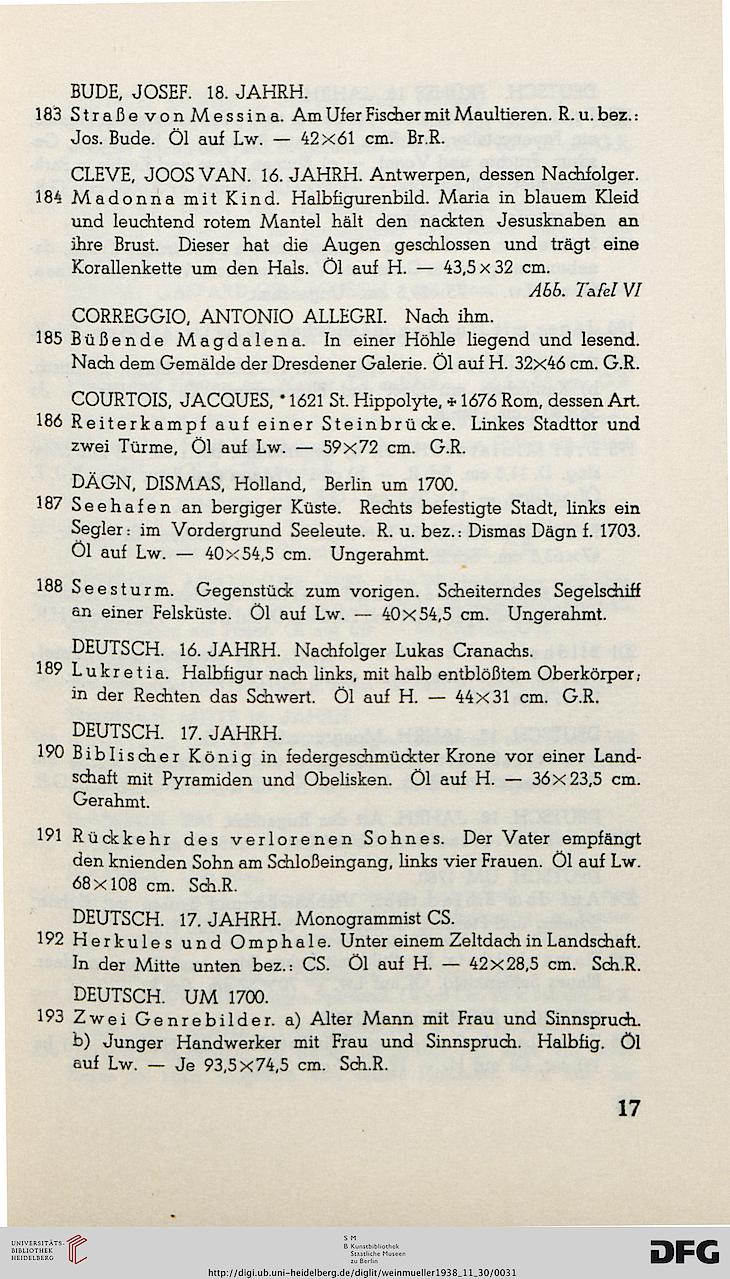 BUDE, JOSEF. 18. JAHRH.
183 Straße von Messina. Am Ufer Fischer mit Maultieren. R. u. bez.:
Jos. Bude. Öl auf Lw. — 42×61 cm. Br.R.
CLEVE, JOOS VAN. 16. JAHRH. Antwerpen, dessen Nachfolger.
184 Madonna mit Kind. Halbfigurenbild. Maria in blauem Kleid
und leuchtend rotem Mantel hält den nackten Jesusknaben an
ihre Brust. Dieser hat die Augen geschlossen und trägt eine
Korallenkette um den Hals. Öl auf H. — 43,5×32 cm.
Abb. Tafel VI
CORREGGIO, ANTONIO ALLEGRI. Nach ihm.
185 Büßende Magdalena. In einer Höhle liegend und lesend.
Nach dem Gemälde der Dresdener Galerie. Öl auf H. 32×46 cm. G.R.
COURTOIS, JACQUES, * 1621 St. Hippolyte, + 1676 Rom, dessen Art.
186 Reiterkampf auf einer Steinbrücke. Linkes Stadttor und
zwei Türme, Öl auf Lw. — 59×72 cm. G.R.
DÄGN, DISMAS, Holland, Berlin um 1700.
187 Seehafen an bergiger Küste. Rechts befestigte Stadt, links ein
Segler: im Vordergrund Seeleute. R. u. bez.: Dismas Dägn f. 1703.
Öl auf Lw. — 40×54,5 cm. Ungerahmt.
188 Seesturm. Gegenstück zum vorigen. Scheiterndes Segelschiff
an einer Felsküste. Öl auf Lw. — 40×54,5 cm. Ungerahmt.
DEUTSCH. 16. JAHRH. Nachfolger Lukas Cranachs.
189 Lukretia. Halbfigur nach links, mit halb entblößtem Oberkörper;
in der Rechten das Schwert. Öl auf H. — 44×31 cm. G.R.
DEUTSCH. 17. JAHRH.
190 Biblischer König in federgeschmückter Krone vor einer Land-
schaft mit Pyramiden und Obelisken. Öl auf H. — 36×23,5 cm.
Gerahmt.
191 Rückkehr des verlorenen Sohnes. Der Vater empfängt
den knienden Sohn am Schloßeingang, links vier Frauen. Öl auf Lw.
68×108 cm. Sch.R.
DEUTSCH. 17. JAHRH. Monogrammist CS.
192 Herkules und Omphale. Unter einem Zeltdach in Landschaft.
In der Mitte unten bez.: CS. Öl auf H. — 42×28,5 cm. Sch.R.
DEUTSCH. UM 1700.
193 Zwei Genrebilder. a) Alter Mann mit Frau und Sinnspruch.
b) Junger Handwerker mit Frau und Sinnspruch. Halbfig. Öl
auf Lw. — Je 93,5×74,5 cm. Sch.R.
17
UNIVERSITÄTS-
BIBLIOTHEK
HEIDELBERG
S M
B Kunstbibliothek
Staatliche Museen
zu Berlin
DFG
http://digi.ub.uni-heidelberg.de/diglit/weinmueller1938_11_30/0031